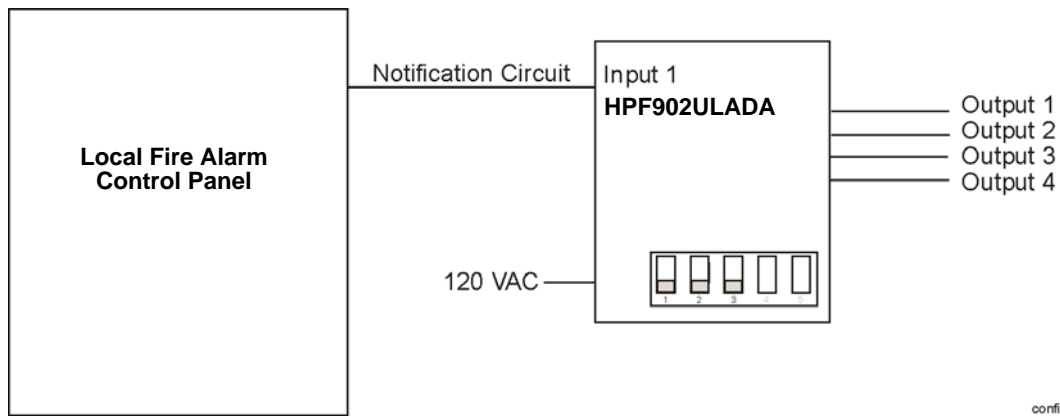 Notification Circuit
Input 1
HPF902ULADA
Local Fire Alarm
Control Panel
Output 1
Output 2
Output 3
Output 4
120 VAC
1 2 3 4 5
confi